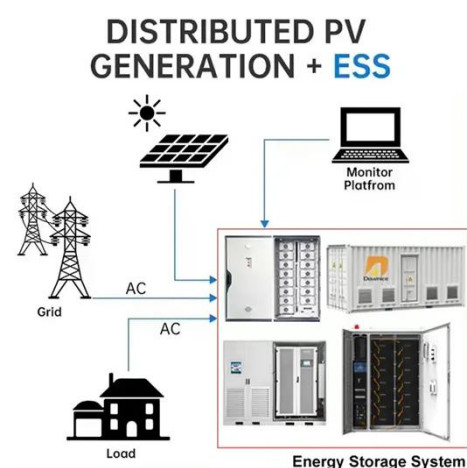 DISTRIBUTED PV
GENERATION + ESS
Monitor
Platfrom
Grid
AC
AC
Load
Energy Storage System